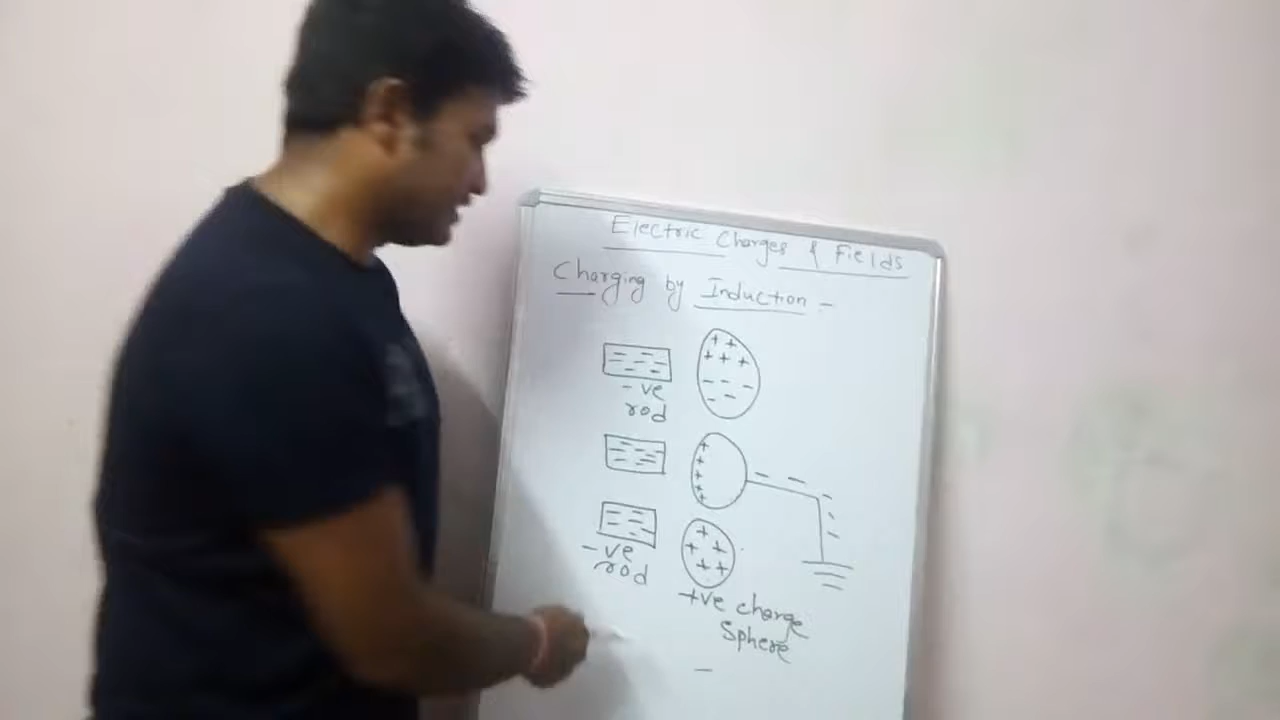 Electric Charges & Fields
Charging by Induction -
-ve
rod
-ve
rod
+ve charge
Sphere